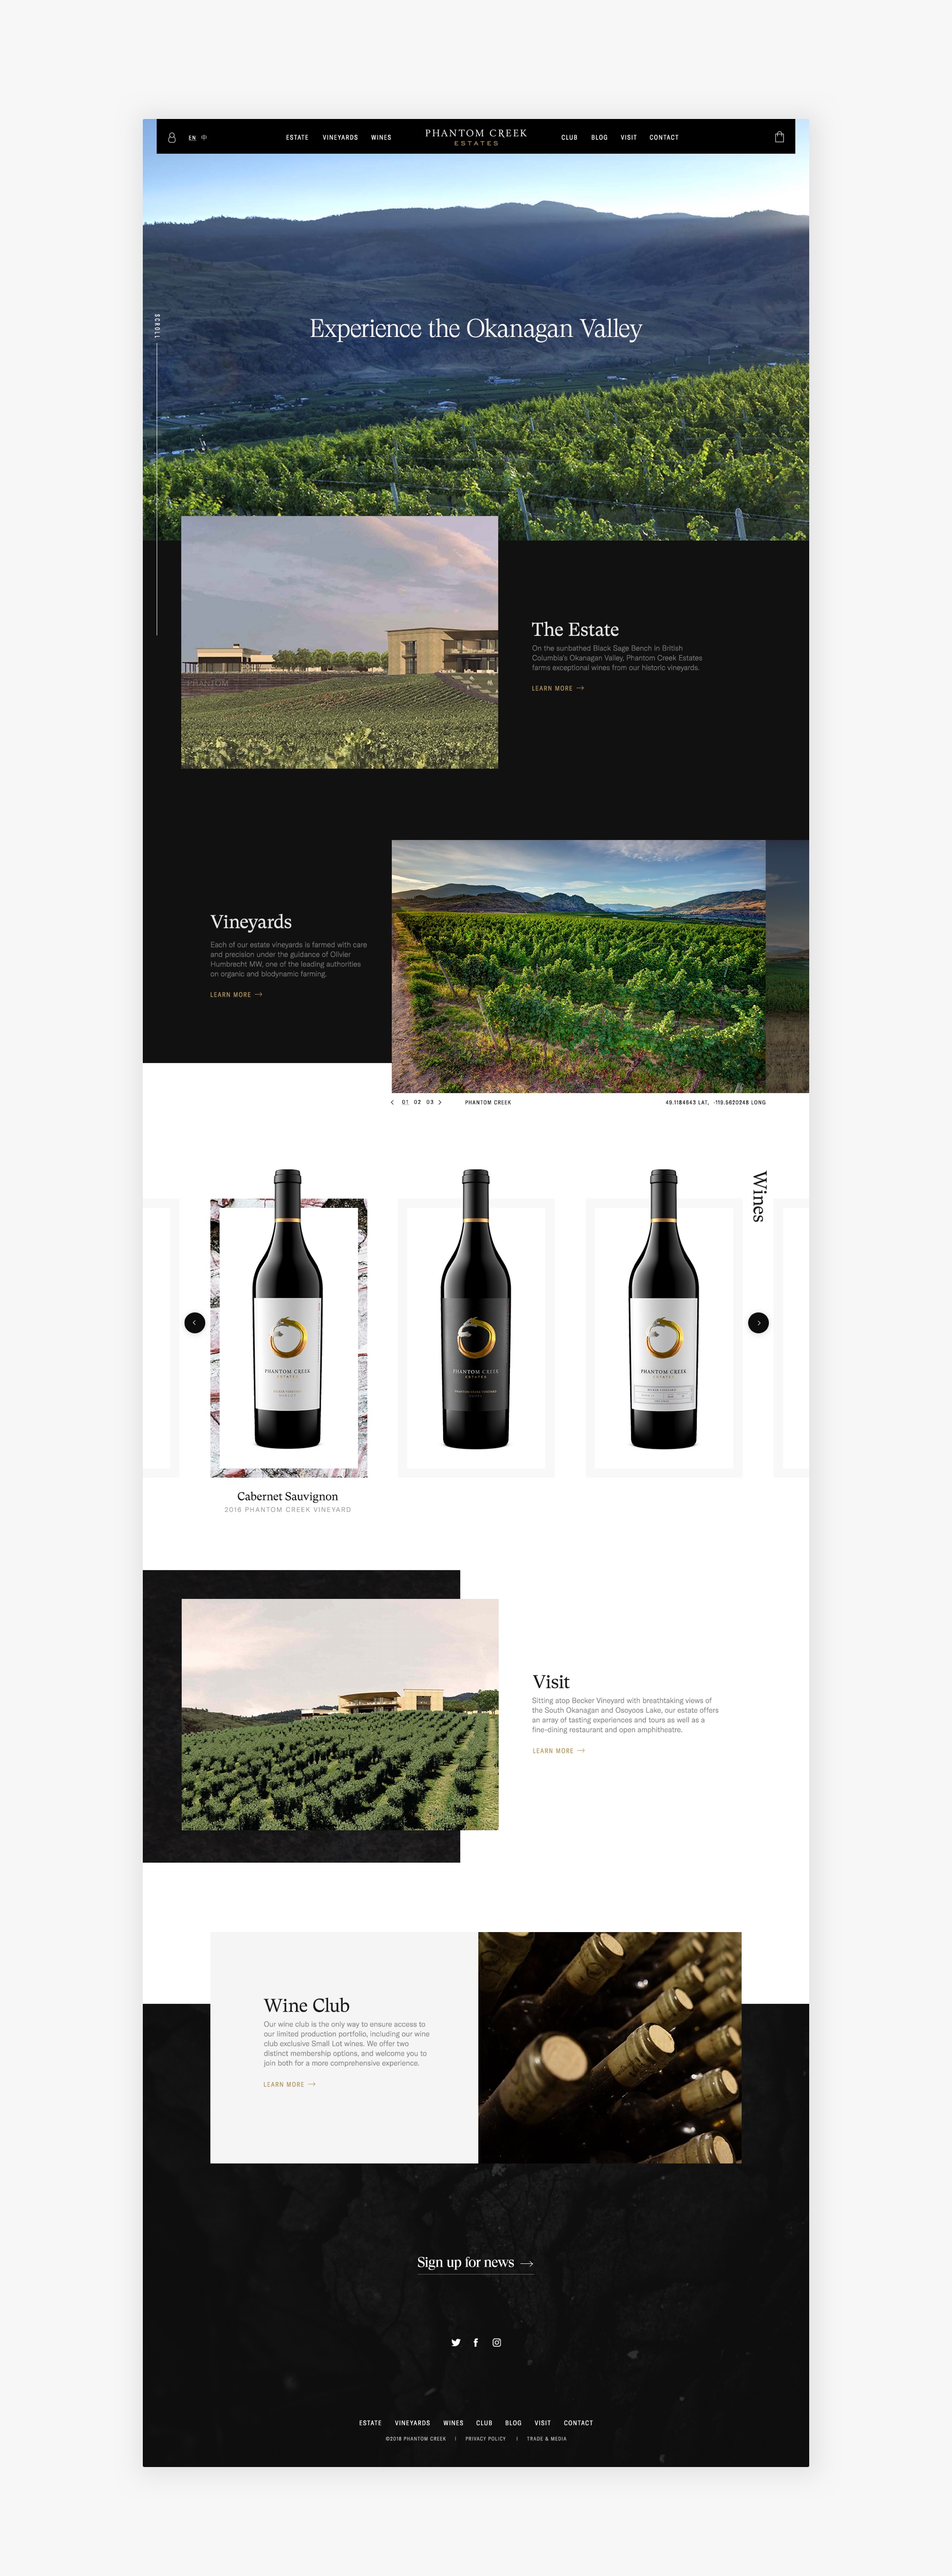 EN 中
ESTATE VINEYARDS WINES
PHANTOM CREEK
ESTATES
CLUB BLOG VISIT CONTACT
SCROLL
Experience the Okanagan Valley
PHANTOM
The Estate
On the sunbathed Black Sage Bench in British
Columbia's Okanagan Valley, Phantom Creek Estates
farms exceptional wines from our historic vineyards.
LEARN MORE
Vineyards
Each of our estate vineyards is farmed with care
and precision under the guidance of Olivier
Humbrecht MW, one of the leading authorities
on organic and biodynamic farming.
LEARN MORE
01 02 03
PHANTOM CREEK
49.1184643 LAT, -119.5620248 LONG
Wines
PHANTOM CREEK
ESTATES
PHANTOM CREEK
ESTATES
PHANTOM CREEK
ESTATES
Cabernet Sauvignon
2016 PHANTOM CREEK VINEYARD
Visit
Sitting atop Becker Vineyard with breathtaking views of
the South Okanagan and Osoyoos Lake, our estate offers
an array of tasting experiences and tours as well as a
fine-dining restaurant and open amphitheatre.
LEARN MORE
Wine Club
Our wine club is the only way to ensure access to
our limited production portfolio, including our wine
club exclusive Small Lot wines. We offer two
distinct membership options, and welcome you to
join both for a more comprehensive experience.
LEARN MORE
Sign up for news
ESTATE VINEYARDS WINES CLUB BLOG VISIT CONTACT
©2018 PHANTOM CREEK | PRIVACY POLICY | TRADE & MEDIA